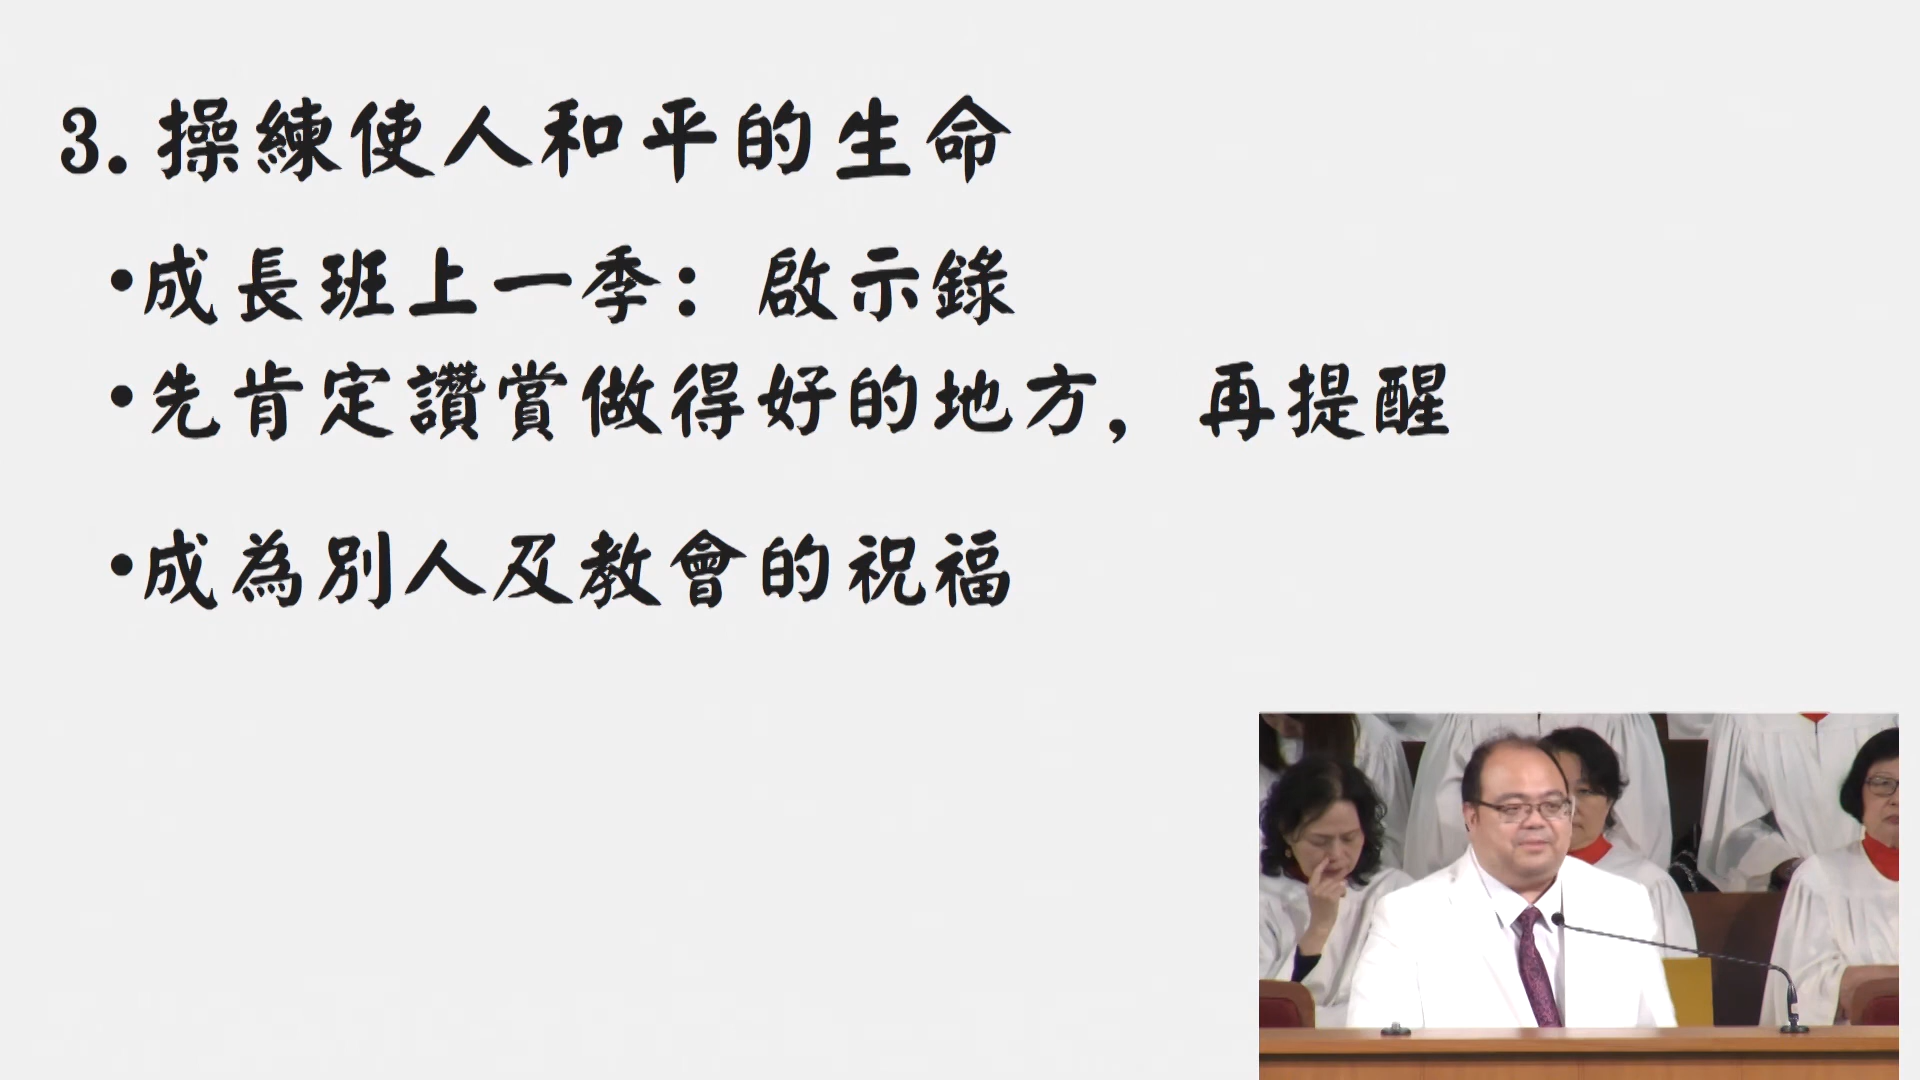 3.操練使人和平的生命
•成長班上一季：啟示錄
•先肯定讚賞做得好的地方，再提醒
•成為別人及教會的祝福